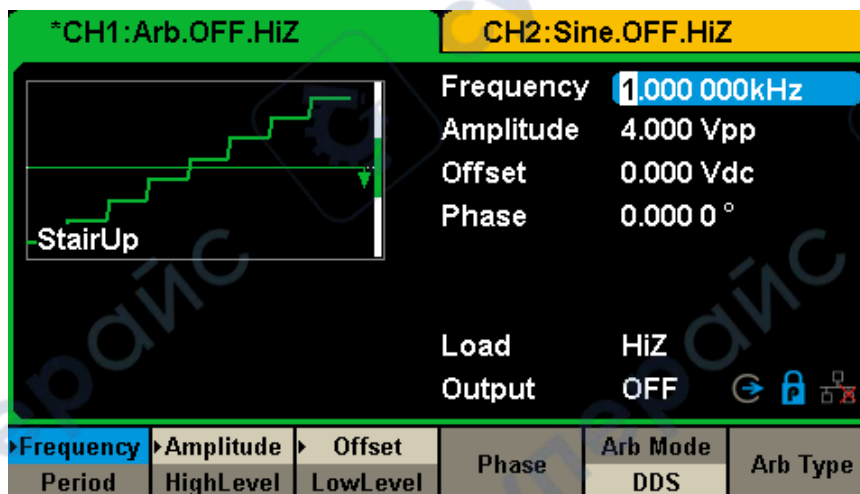 *CH1:Arb.OFF.HiZ
CH2:Sine.OFF.HiZ
Frequency 1.000 000kHz
Amplitude 4.000 Vpp
Offset 0.000 Vdc
Phase 0.000 0 °
StairUp
Load HiZ
Output OFF
P
Frequency Amplitude Offset Phase Arb Mode Arb Type
Period HighLevel LowLevel DDS